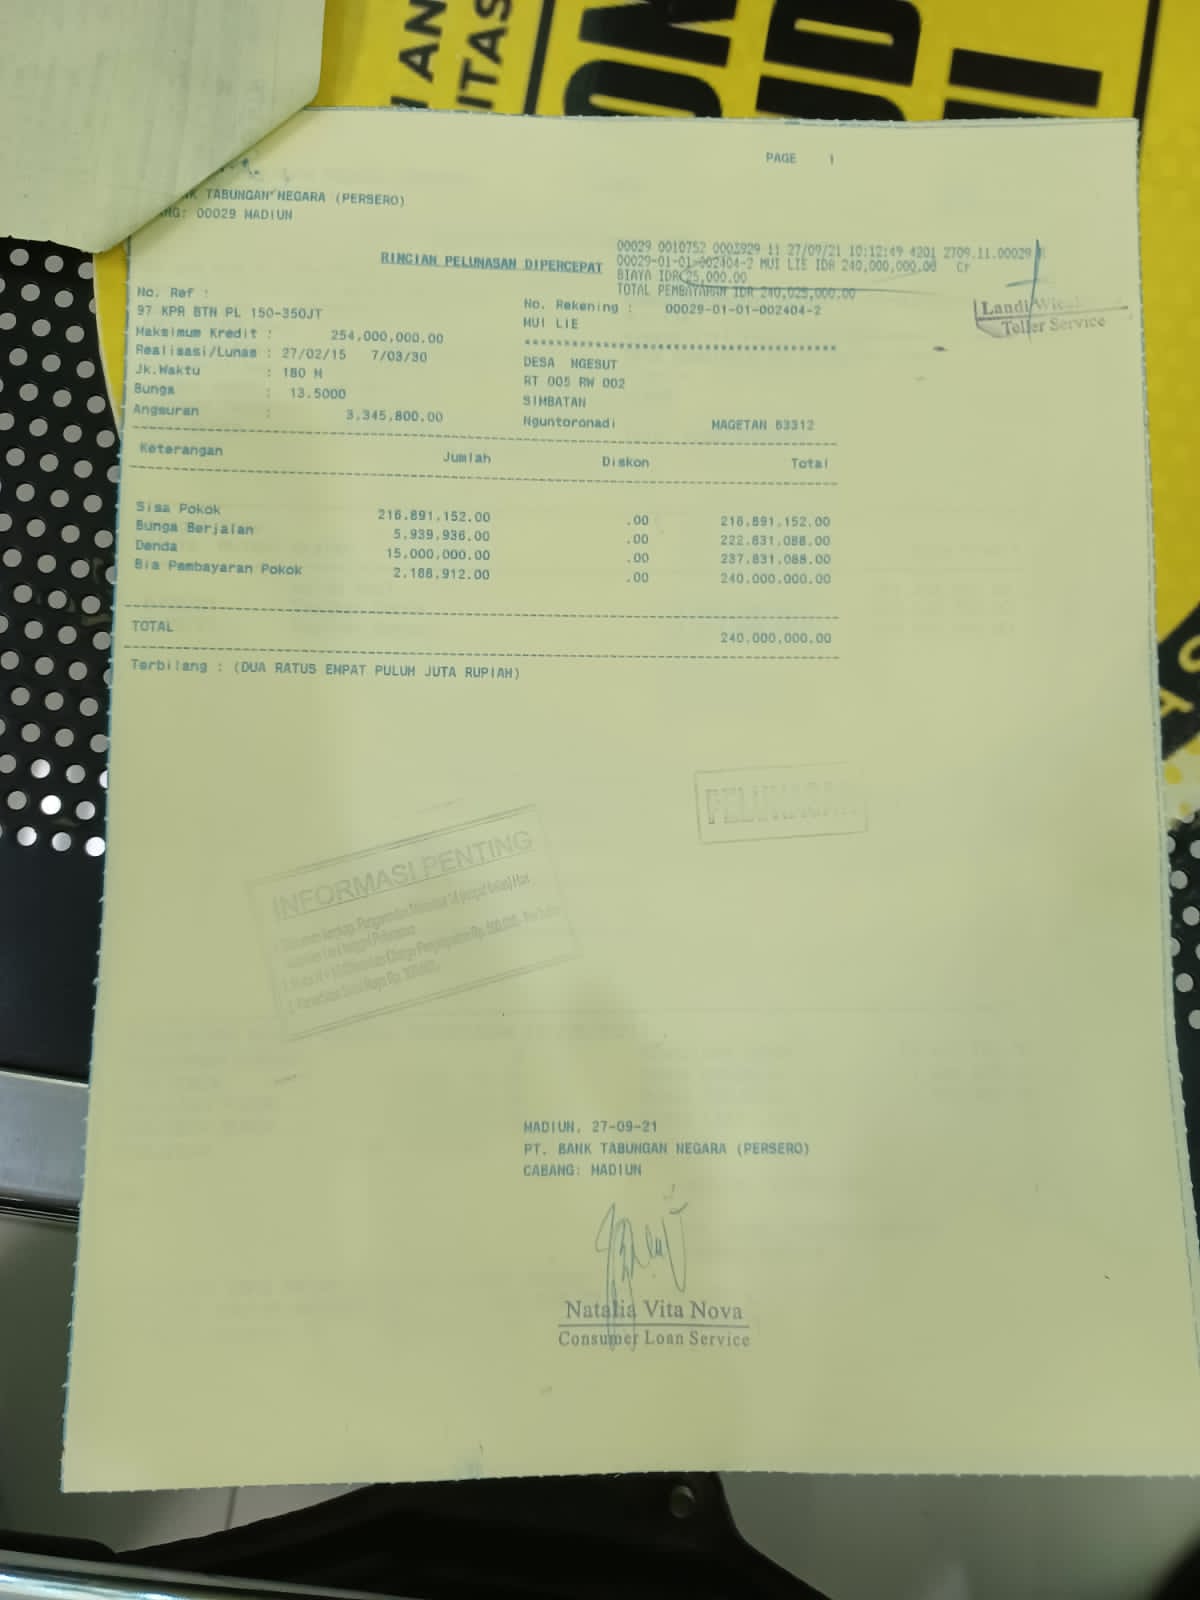 PAGE 1
TABUNGAN NEGARA (PERSERO)
00029 MADIUN
RINCIAN PELUNASAN DIPERCEPAT
00029 0010752 0003929 11 27/09/21 10:12:49 4201 2709.11.00029
00029-01-01-002404-2 MUI LIE IDR 240,000,000.00 Cr
BIAYA IDR 25,000.00
TOTAL PEMBAYARAN IDR 240,025,000.00
Landi
Teller Service
No. Ref :
97 KPR BTN PL 150-350JT
Maksimum Kredit : 254,000,000.00
Realisasi/Lunas : 27/02/15 7/03/30
Jk.Waktu : 180 M
Bunga : 13.5000
Angsuran : 3,345,800.00
No. Rekening : 00029-01-01-002404-2
MUI LIE
****************************************
DESA NGESUT
RT 005 RW 002
SIMBATAN
Nguntoronadi MAGETAN 63312
Keterangan Jumlah Diskon Total
Sisa Pokok 216,891,152.00 .00 216,891,152.00
Bunga Berjalan 5,939,936.00 .00 222,831,088.00
Denda 15,000,000.00 .00 237,831,088.00
Bia Pembayaran Pokok 2,168,912.00 .00 240,000,000.00
TOTAL 240,000,000.00
Terbilang : (DUA RATUS EMPAT PULUH JUTA RUPIAH)
PELUNASAN
INFORMASI PENTING
MADIUN, 27-09-21
PT. BANK TABUNGAN NEGARA (PERSERO)
CABANG: MADIUN
Natalia Vita Nova
Consumer Loan Service